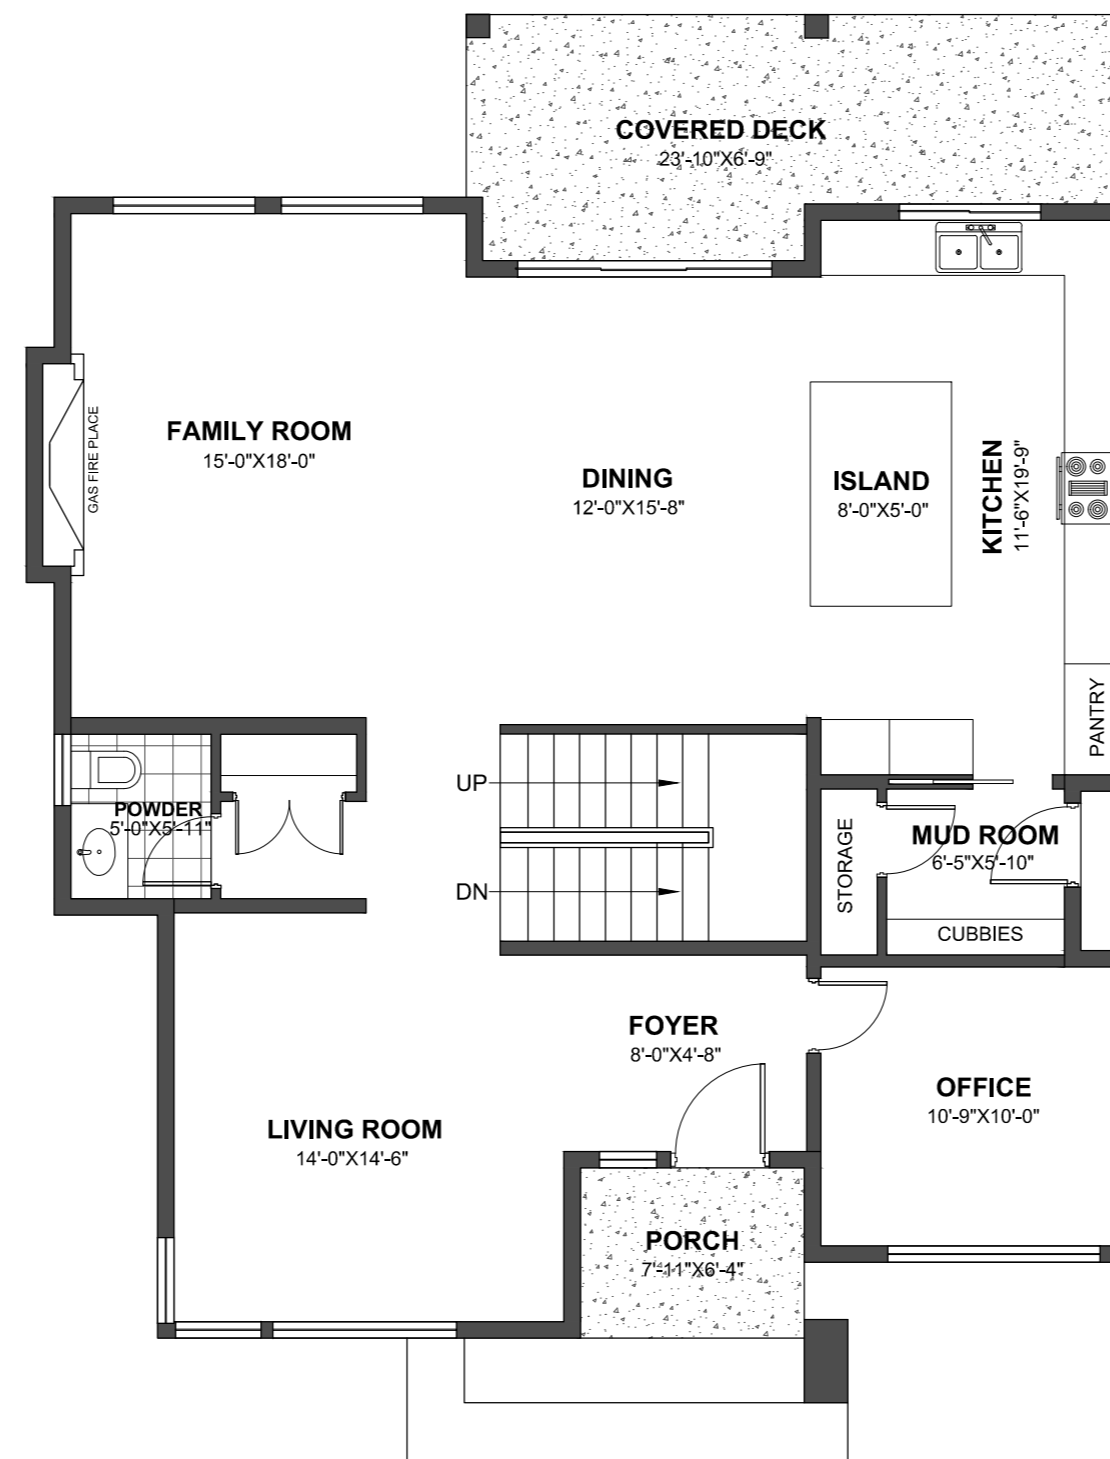 COVERED DECK
23'-10"X6'-9"
FAMILY ROOM
15'-0"X18'-0"
GAS FIRE PLACE
DINING
12'-0"X15'-8"
ISLAND
8'-0"X5'-0"
KITCHEN
11'-6"X19'-9"
PANTRY
UP
DN
POWDER
5'-0"X5'-11"
STORAGE
MUD ROOM
6'-5"X5'-10"
CUBBIES
FOYER
8'-0"X4'-8"
OFFICE
10'-9"X10'-0"
LIVING ROOM
14'-0"X14'-6"
PORCH
7'-11"X6'-4"